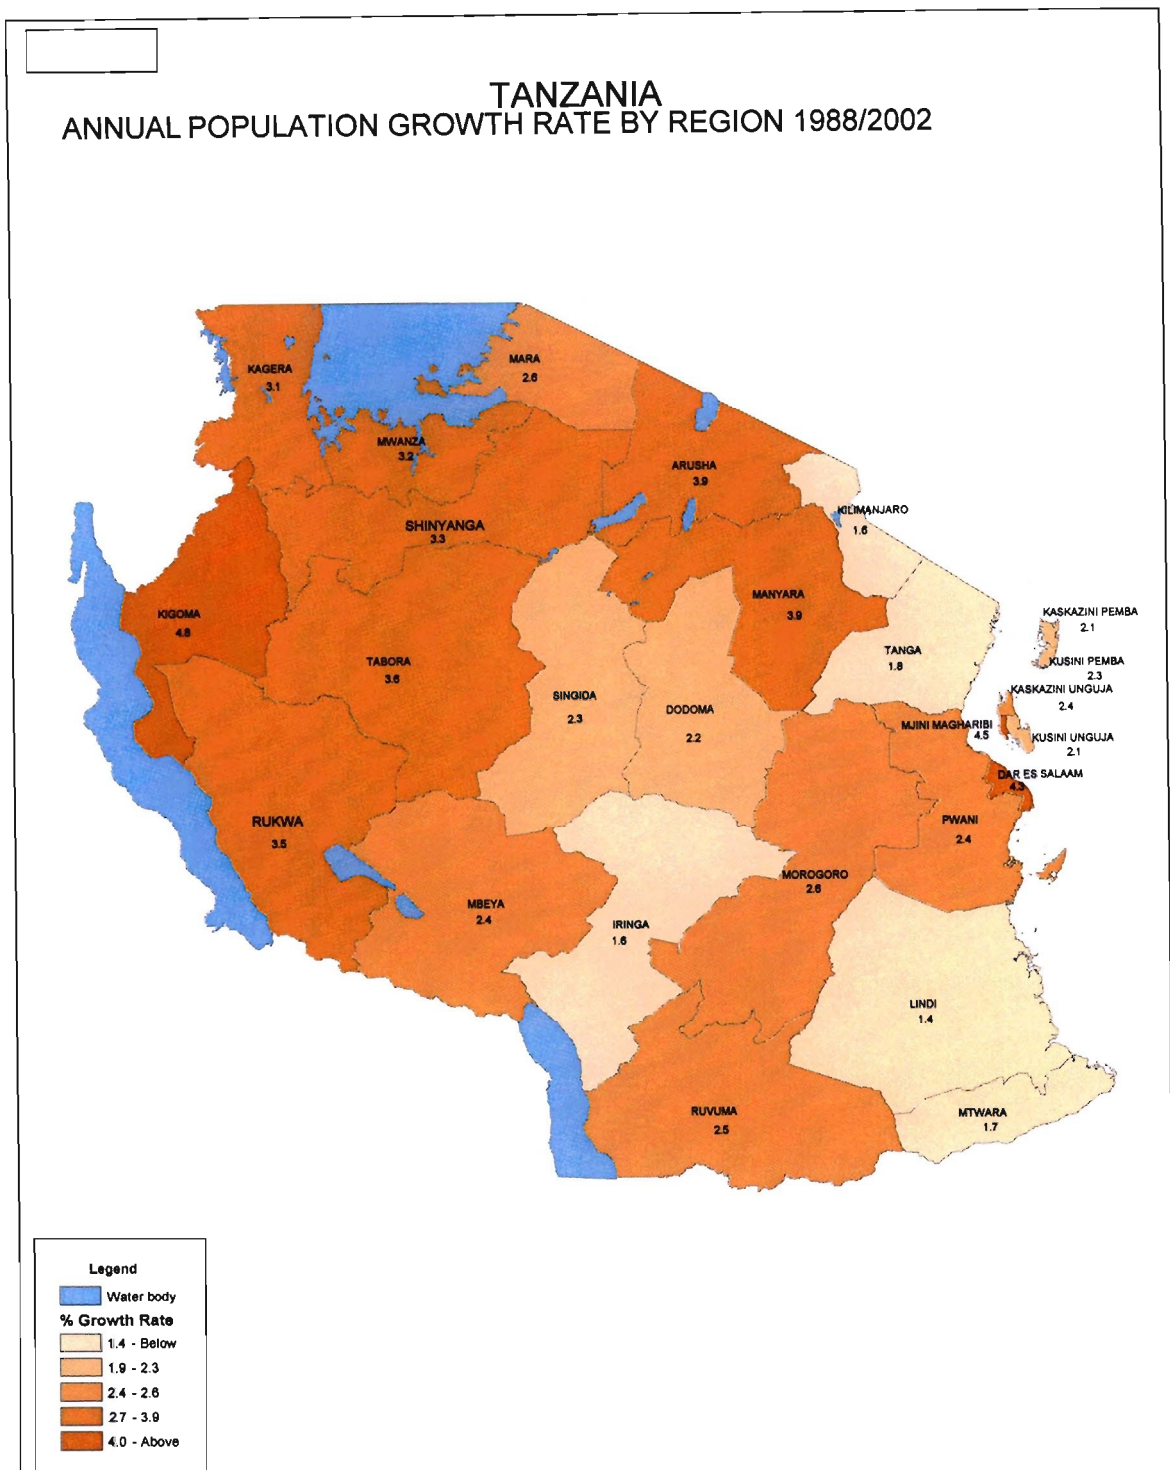 TANZANIA
ANNUAL POPULATION GROWTH RATE BY REGION 1988/2002
MARA
2.6
KAGERA
3.1
MWANZA
3.2
ARUSHA
3.9
KILIMANJARO
1.6
SHINYANGA
3.3
MANYARA
3.9
KIGOMA
4.8
KASKAZINI PEMBA
2.1
TANGA
1.8
KUSINI PEMBA
2.3
TABORA
3.6
KASKAZINI UNGUJA
2.4
SINGIDA
2.3
DODOMA
2.2
MJINI MAGHARIBI
4.5
KUSINI UNGUJA
2.1
DAR ES SALAAM
4.3
RUKWA
3.5
PWANI
2.4
MOROGORO
2.6
MBEYA
2.4
IRINGA
1.6
LINDI
1.4
RUVUMA
2.5
MTWARA
1.7
Legend
Water body
% Growth Rate
1.4 - Below
1.9 - 2.3
2.4 - 2.6
2.7 - 3.9
4.0 - Above